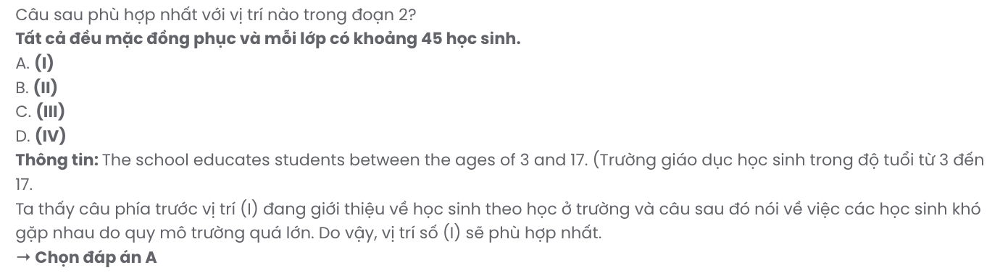 Câu sau phù hợp nhất với vị trí nào trong đoạn 2?
Tất cả đều mặc đồng phục và mỗi lớp có khoảng 45 học sinh.
A. (I)
B. (II)
C. (III)
D. (IV)
Thông tin: The school educates students between the ages of 3 and 17. (Trường giáo dục học sinh trong độ tuổi từ 3 đến
17.
Ta thấy câu phía trước vị trí (I) đang giới thiệu về học sinh theo học ở trường và câu sau đó nói về việc các học sinh khó
gặp nhau do quy mô trường quá lớn. Do vậy, vị trí số (I) sẽ phù hợp nhất.
→ Chọn đáp án A